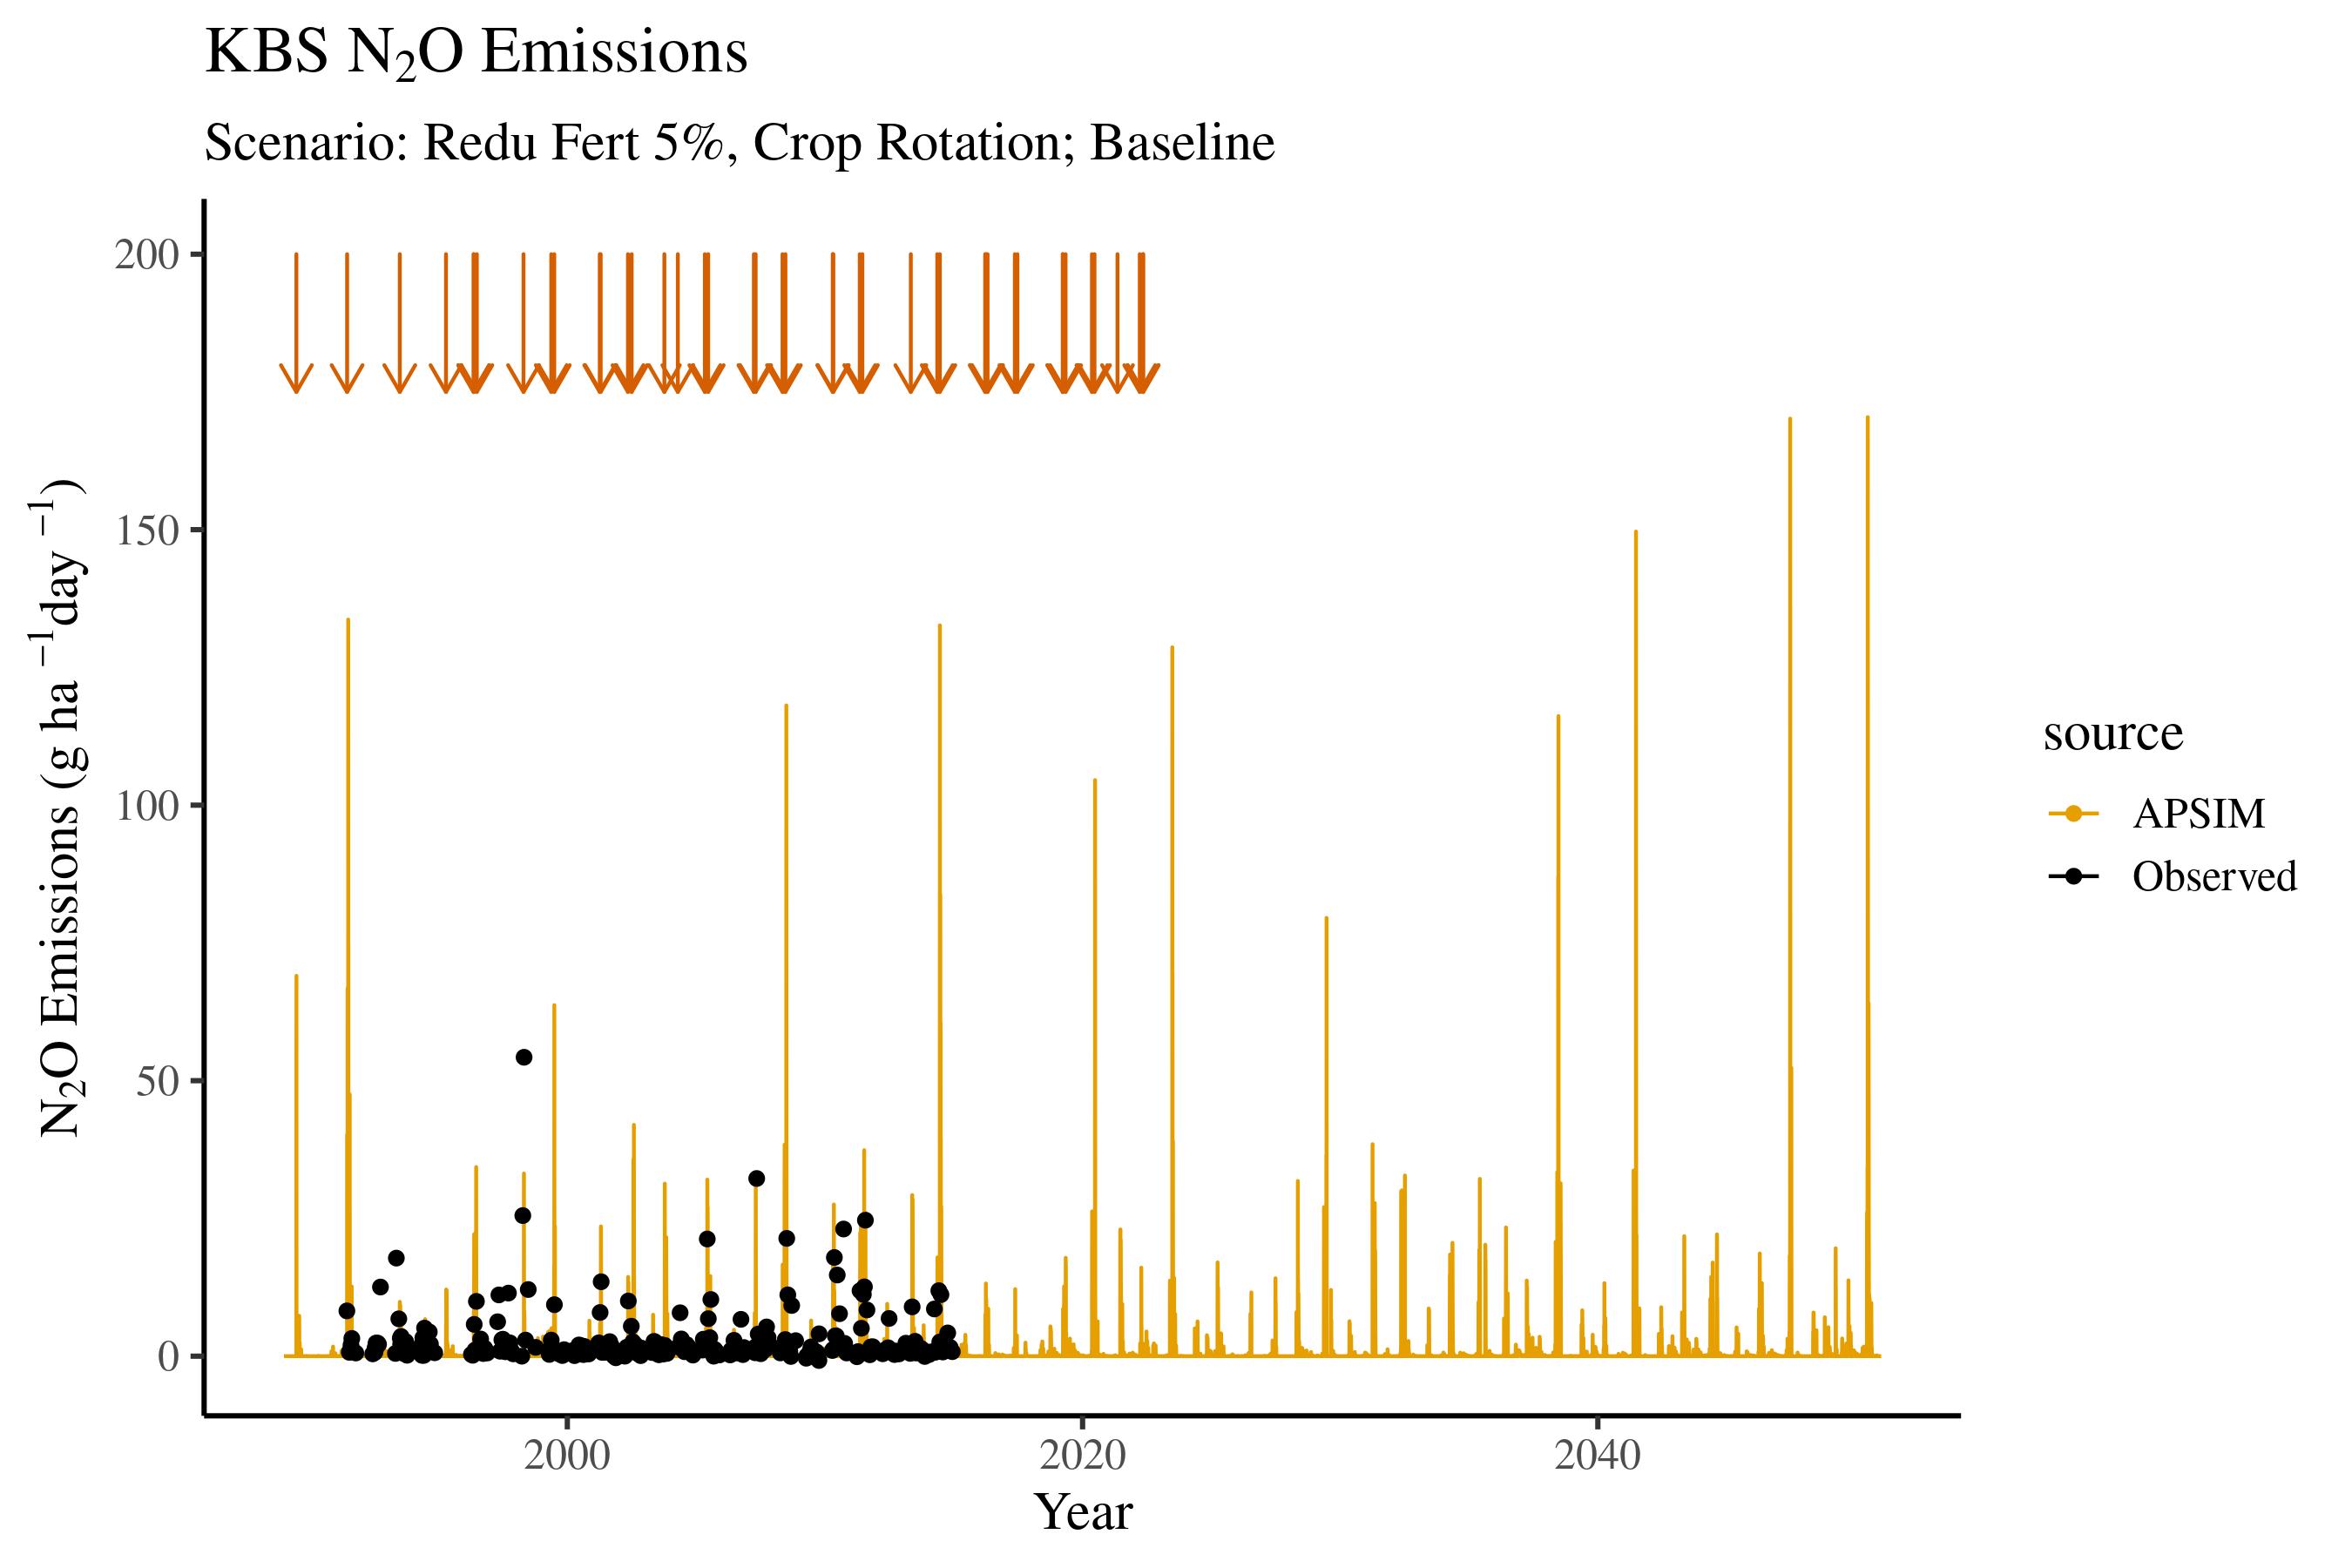 KBS N₂O Emissions
Scenario: Redu Fert 5%, Crop Rotation; Baseline
N₂O Emissions (g ha ⁻¹day ⁻¹)
200
150
100
50
0
2000
2020
2040
Year
source
APSIM
Observed